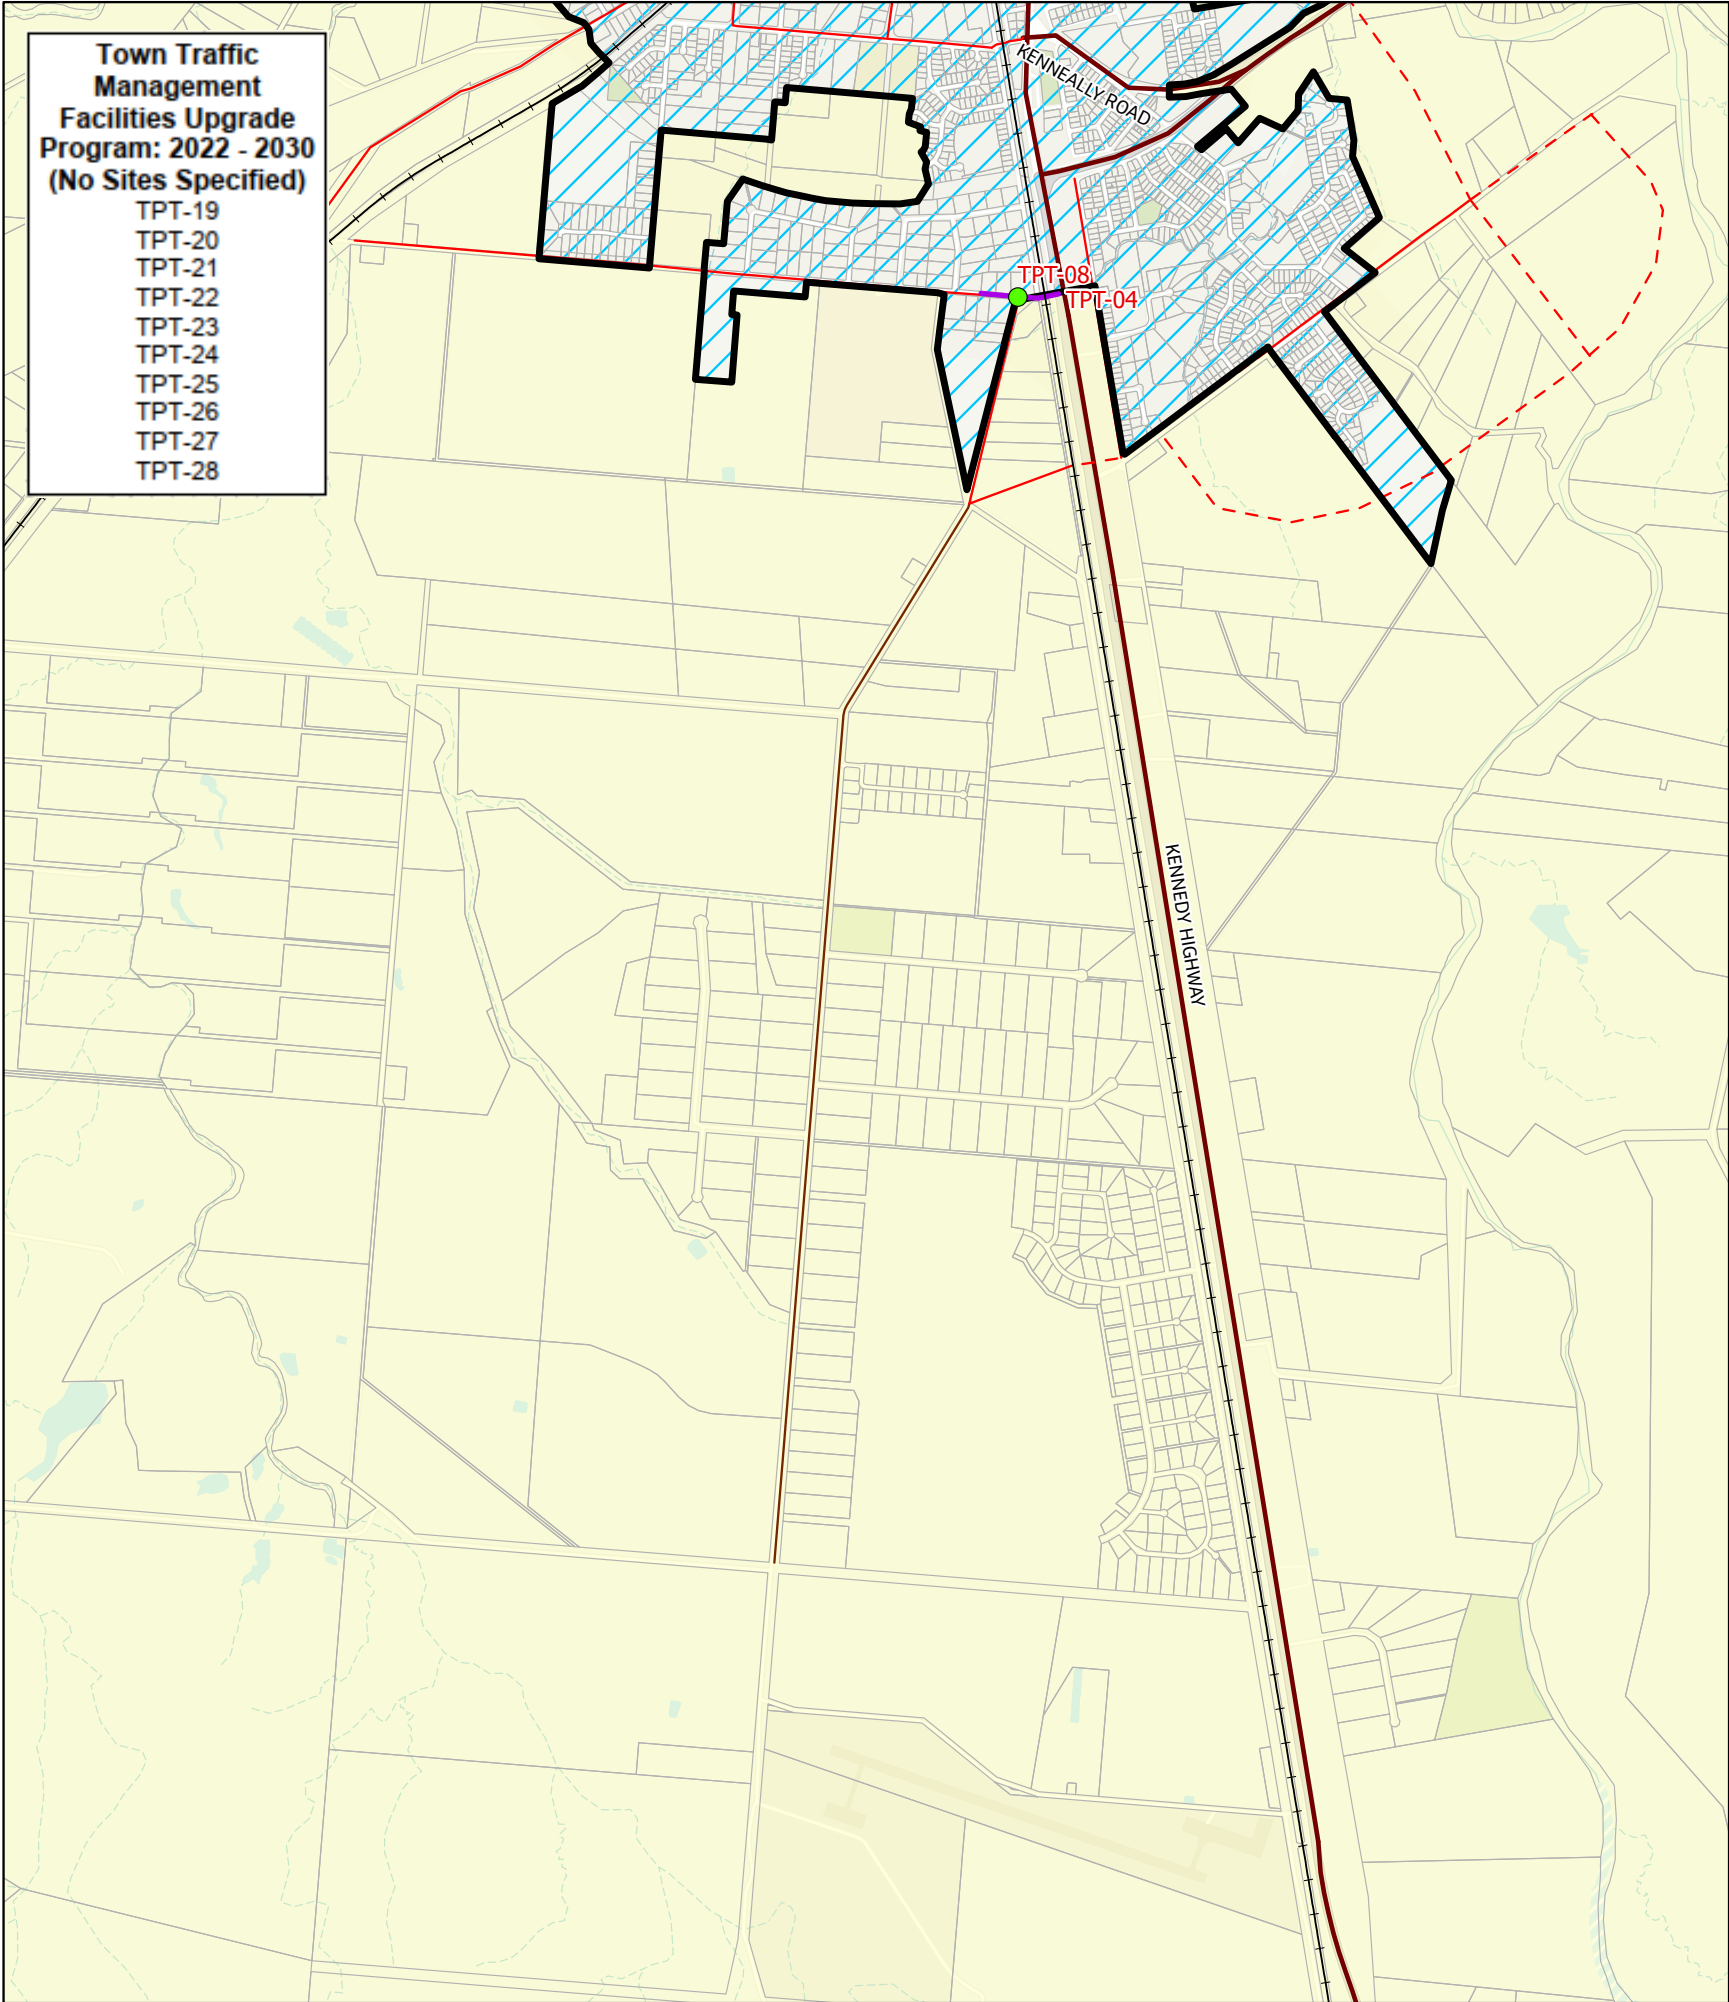 Town Traffic
Management
Facilities Upgrade
Program: 2022 - 2030
(No Sites Specified)
TPT-19
TPT-20
TPT-21
TPT-22
TPT-23
TPT-24
TPT-25
TPT-26
TPT-27
TPT-28
KENNEALLY ROAD
TPT-08
TPT-04
KENNEDY HIGHWAY